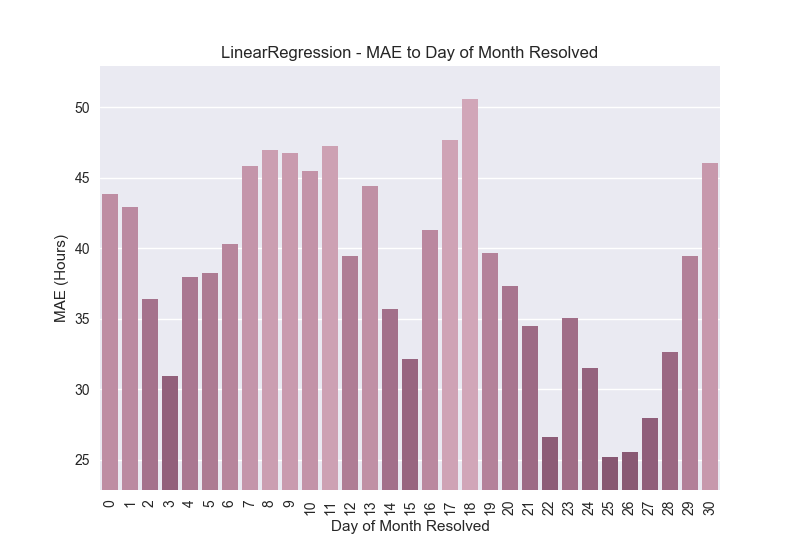 LinearRegression - MAE to Day of Month Resolved
MAE (Hours)
50
45
40
35
30
25
0 1 2 3 4 5 6 7 8 9 10 11 12 13 14 15 16 17 18 19 20 21 22 23 24 25 26 27 28 29 30
Day of Month Resolved